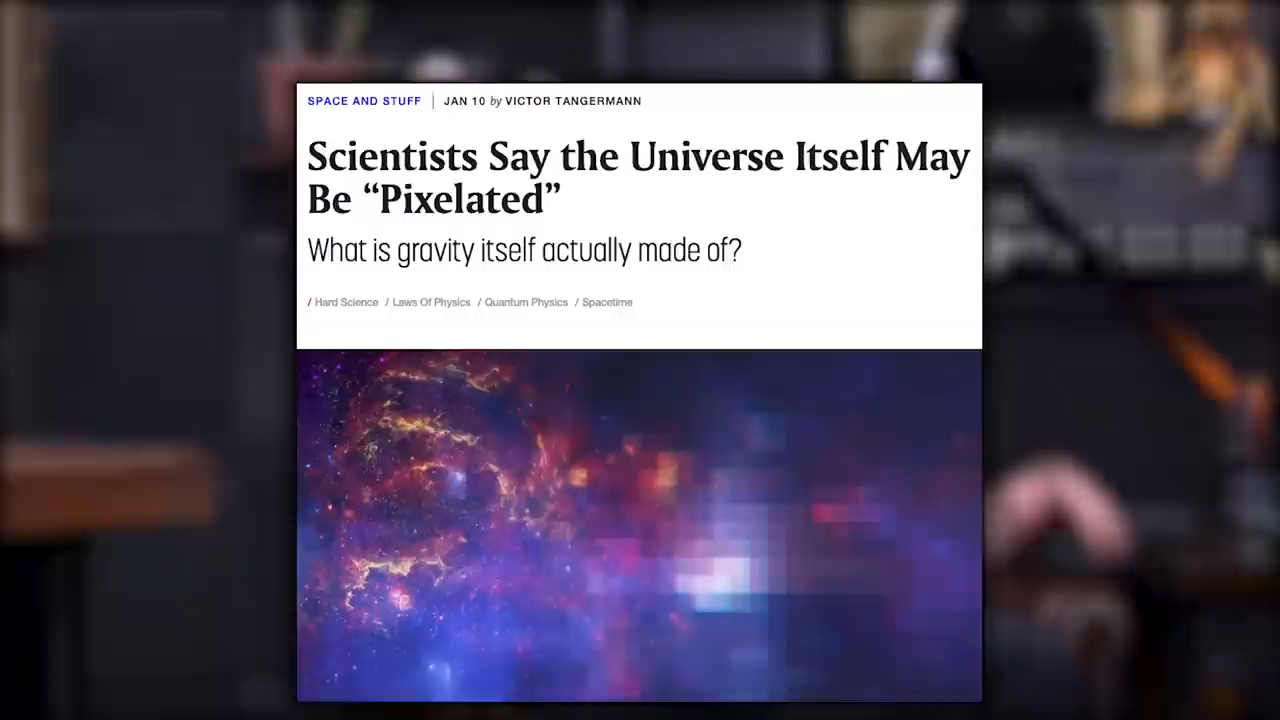 SPACE AND STUFF | JAN 10 by VICTOR TANGERMANN
Scientists Say the Universe Itself May
Be “Pixelated”
What is gravity itself actually made of?
/ Hard Science / Laws Of Physics / Quantum Physics / Spacetime